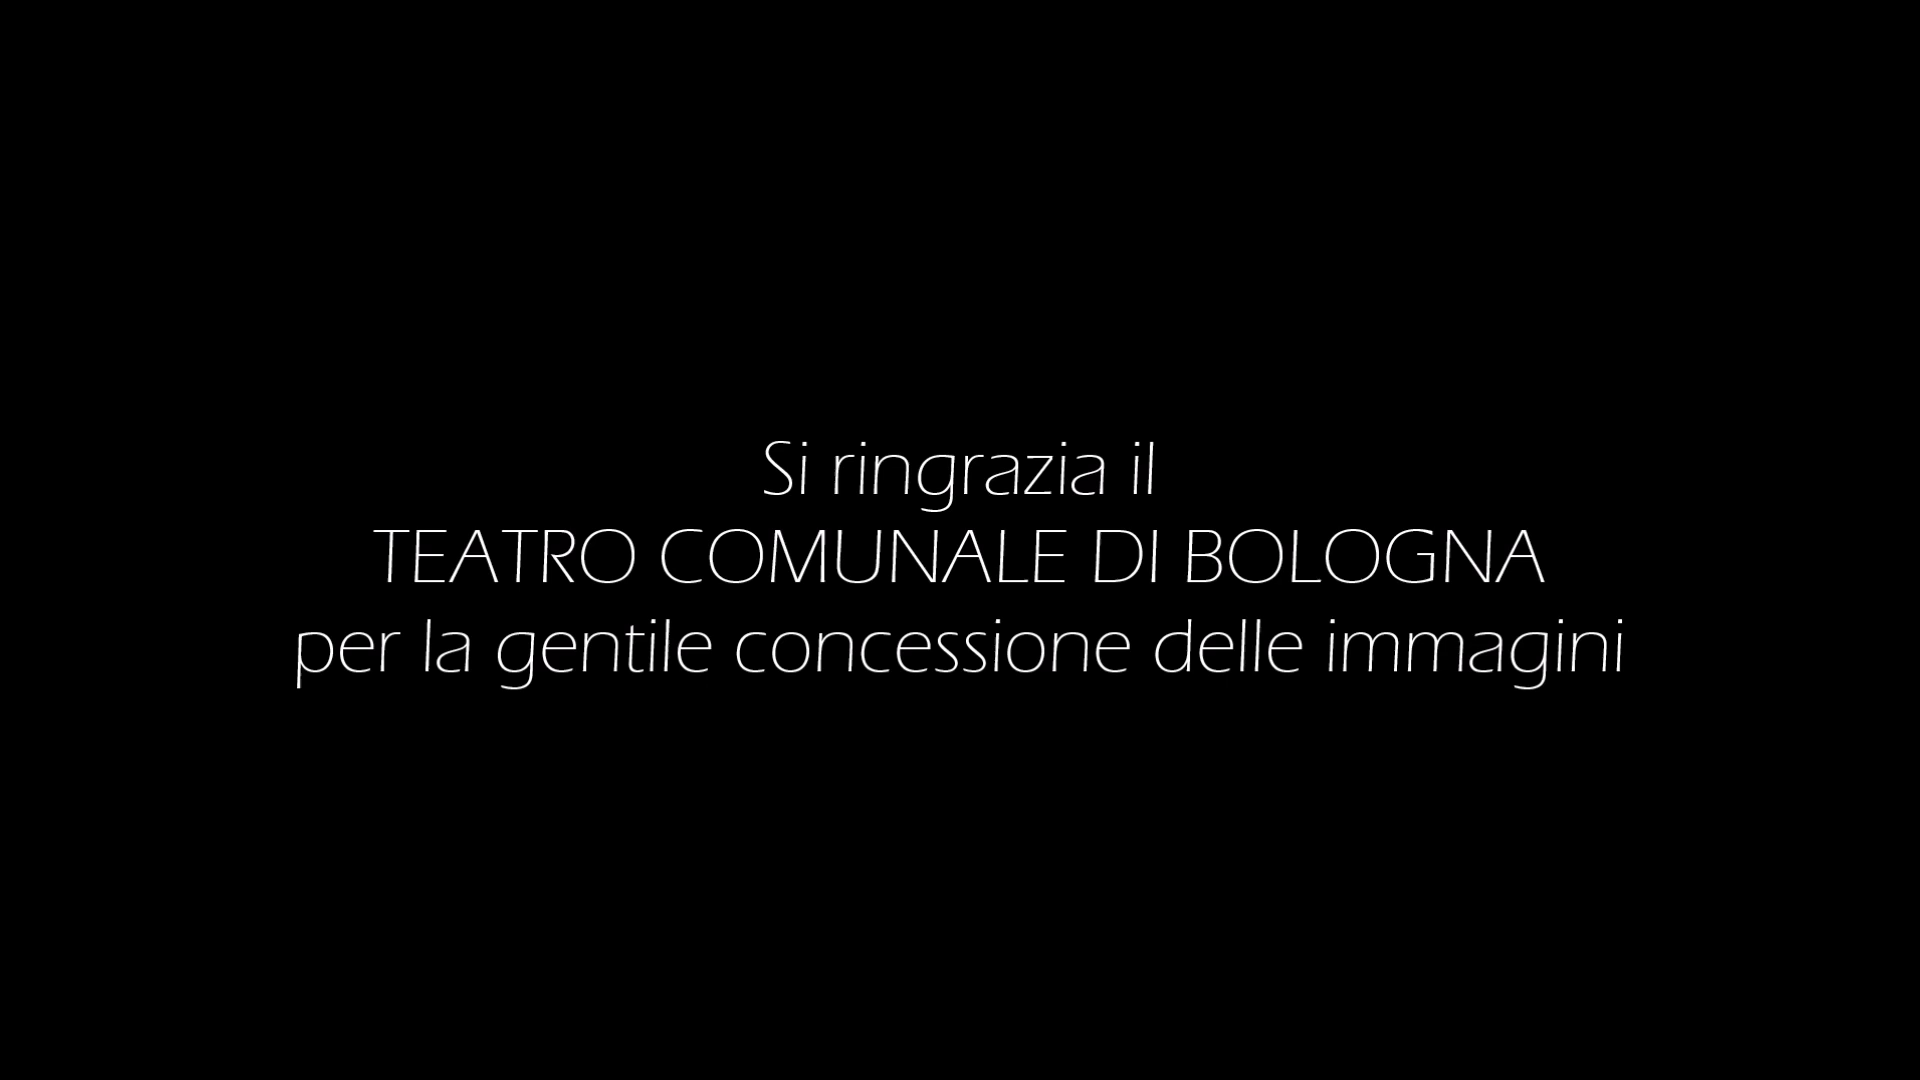 Si ringrazia il
TEATRO COMUNALE DI BOLOGNA
per la gentile concessione delle immagini